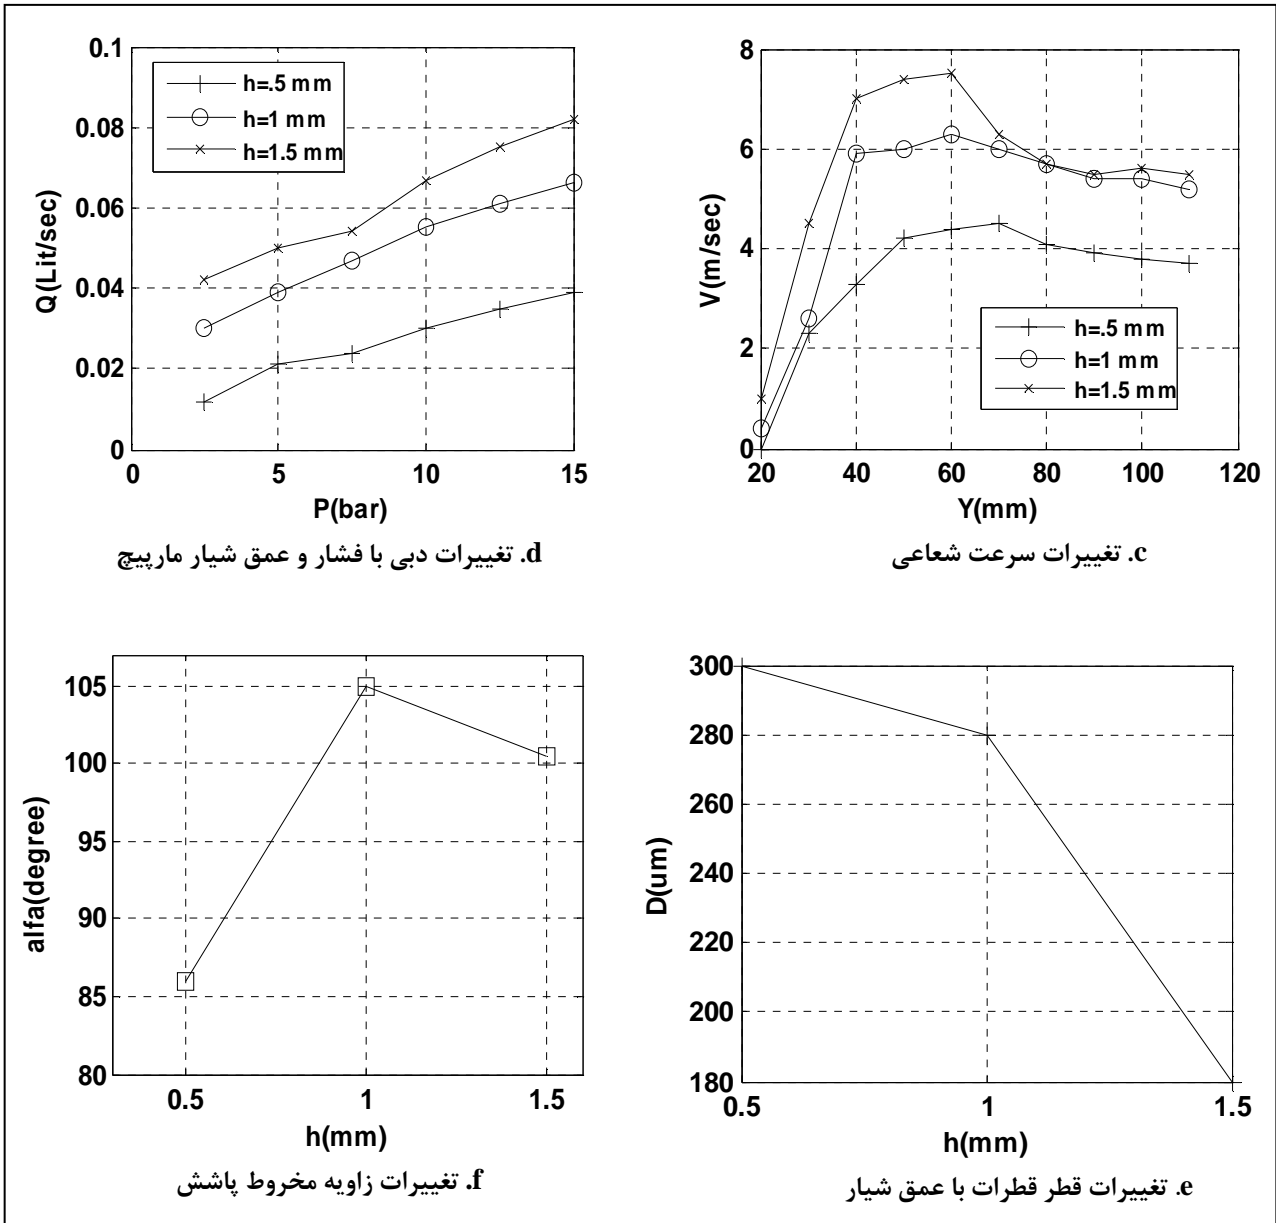 0.1
0.08
0.06
0.04
0.02
0
0
5
10
15
Q(Lit/sec)
P(bar)
h=.5 mm
h=1 mm
h=1.5 mm
d. تغییرات دبی با فشار و عمق شیار مارپیچ
8
6
4
2
0
20
40
60
80
100
120
V(m/sec)
Y(mm)
h=.5 mm
h=1 mm
h=1.5 mm
c. تغییرات سرعت شعاعی
105
100
95
90
85
80
0.5
1
1.5
alfa(degree)
h(mm)
f. تغییرات زاویه مخروط پاشش
300
280
260
240
220
200
180
0.5
1
1.5
D(um)
h(mm)
e. تغییرات قطر قطرات با عمق شیار